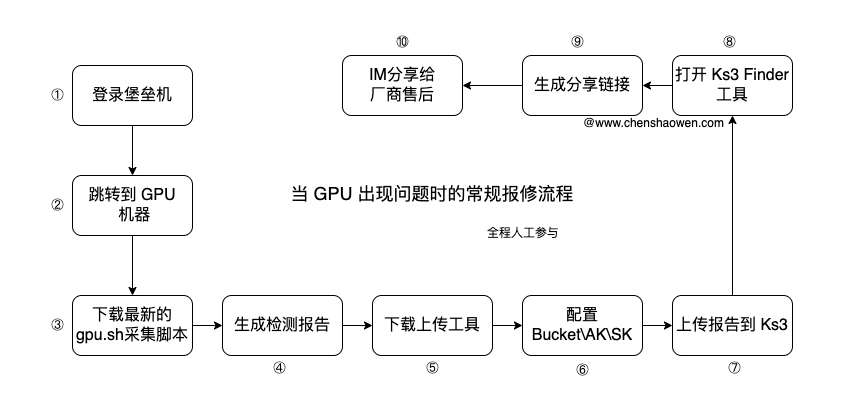 ①
登录堡垒机
②
跳转到 GPU
机器
③
下载最新的
gpu.sh采集脚本
④
生成检测报告
⑤
下载上传工具
⑥
配置
Bucket\AK\SK
⑦
上传报告到 Ks3
⑧
打开 Ks3 Finder
工具
⑨
生成分享链接
⑩
IM分享给
厂商售后
@www.chenshaowen.com
当 GPU 出现问题时的常规报修流程
全程人工参与